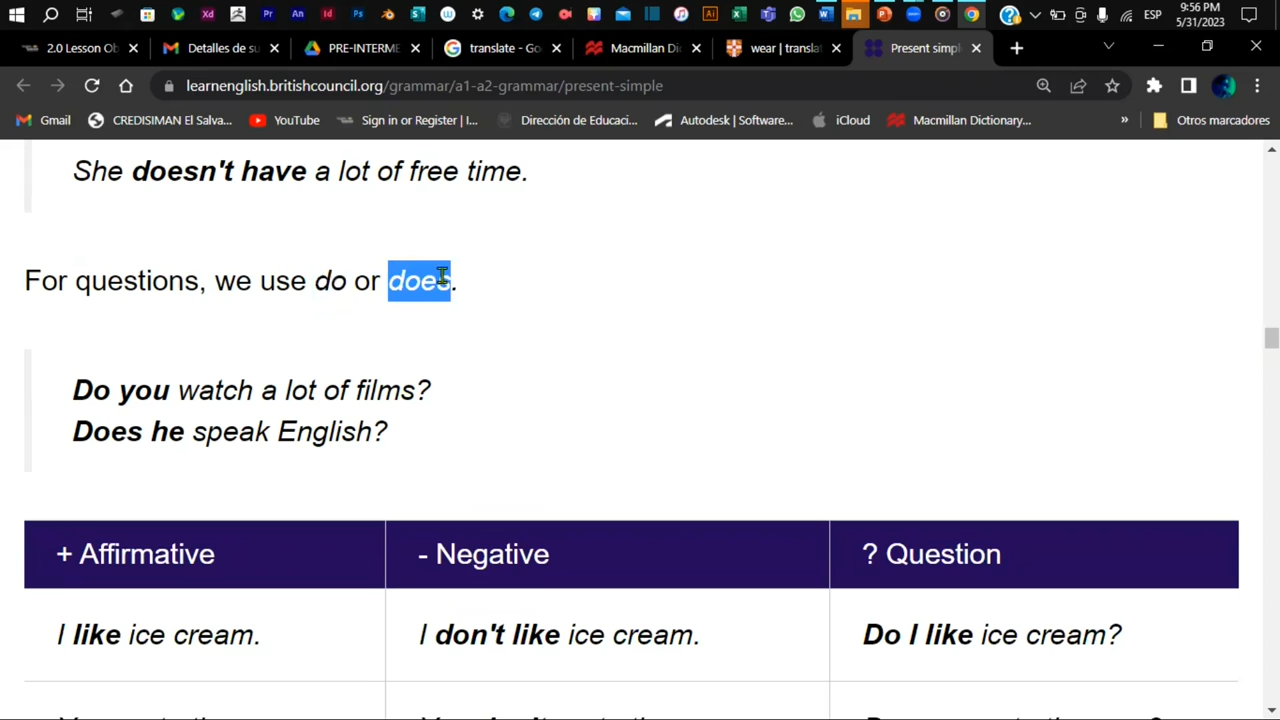 9:56 PM
ESP
5/31/2023
2.0 Lesson Ob
Detalles de su
PRE-INTERME
translate - Go
Macmillan Dic
wear | translat
Present simpl
learnenglish.britishcouncil.org/grammar/a1-a2-grammar/present-simple
Gmail
CREDISIMAN El Salva...
YouTube
Sign in or Register | I...
Dirección de Educaci...
Autodesk | Software...
iCloud
Macmillan Dictionary...
»
Otros marcadores
She doesn't have a lot of free time.
For questions, we use do or does.
Do you watch a lot of films?
Does he speak English?
+ Affirmative
- Negative
? Question
I like ice cream.
I don't like ice cream.
Do I like ice cream?